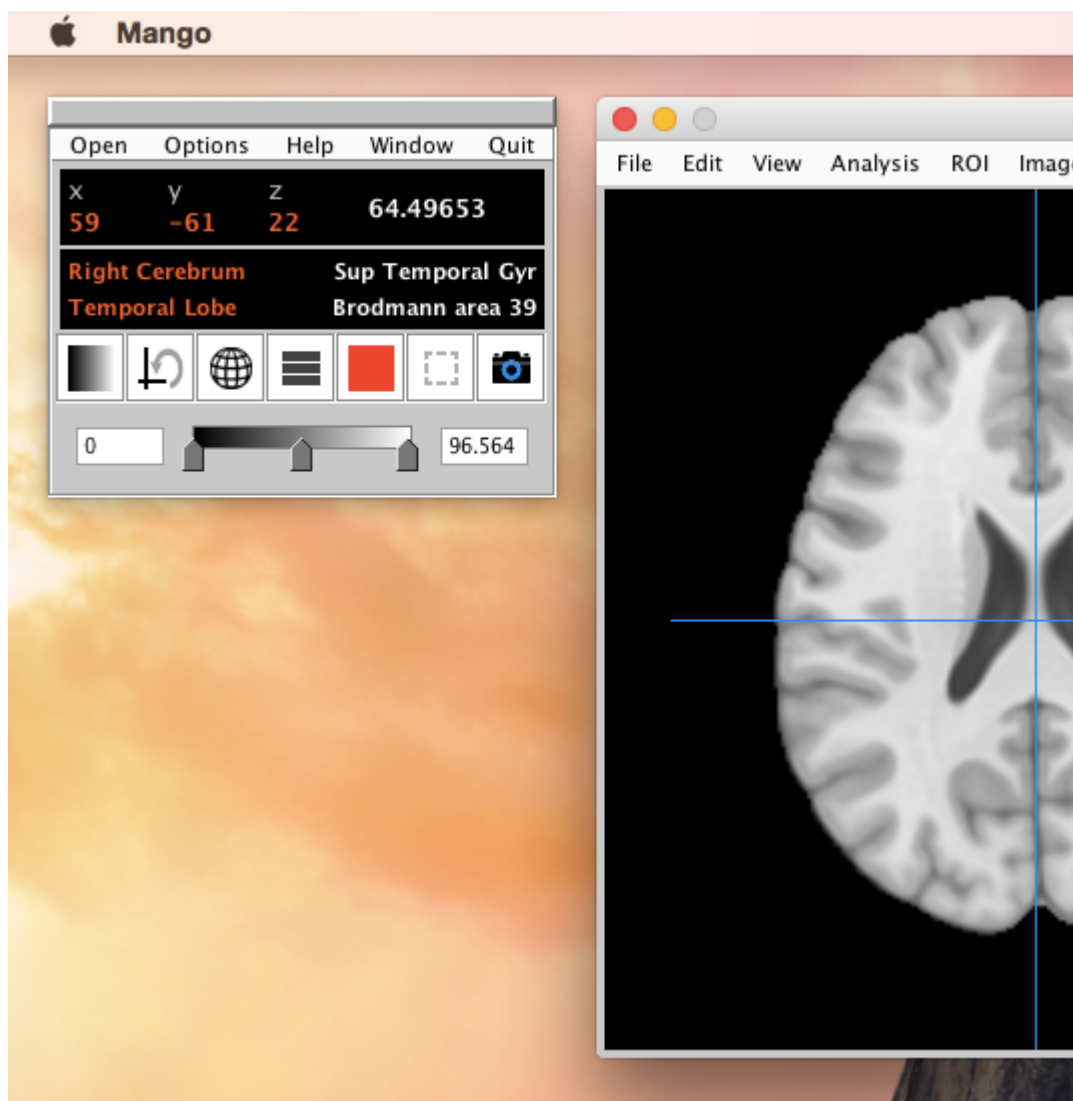 Mango
Open Options Help Window Quit
x y z
59 -61 22 64.49653
Right Cerebrum Sup Temporal Gyr
Temporal Lobe Brodmann area 39
0 96.564
File Edit View Analysis ROI Imag